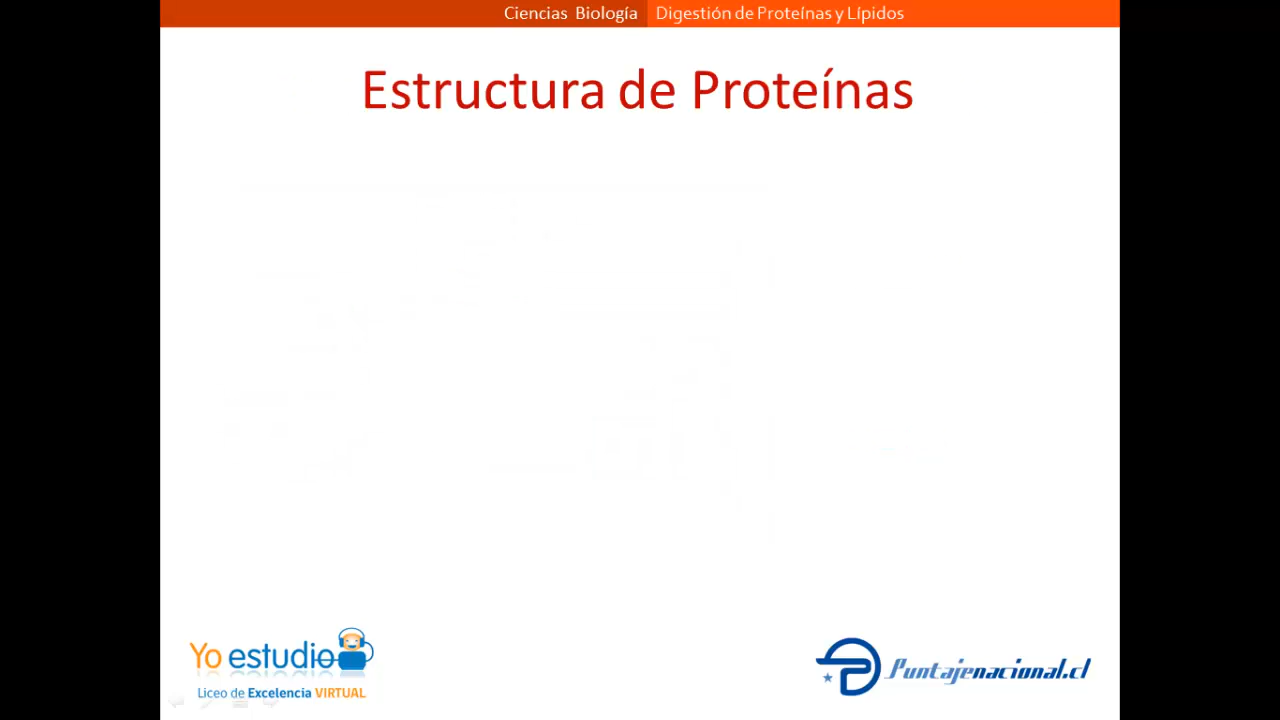 Ciencias Biología Digestión de Proteínas y Lípidos
Estructura de Proteínas
Yo estudio
Liceo de Excelencia VIRTUAL
Puntajenacional.cl